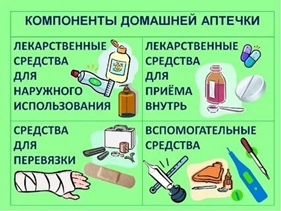 КОМПОНЕНТЫ ДОМАШНЕЙ АПТЕЧКИ
ЛЕКАРСТВЕННЫЕ
СРЕДСТВА
ДЛЯ
НАРУЖНОГО
ИСПОЛЬЗОВАНИЯ
ЛЕКАРСТВЕННЫЕ
СРЕДСТВА
ДЛЯ
ПРИЁМА
ВНУТРЬ
СРЕДСТВА
ДЛЯ
ПЕРЕВЯЗКИ
ВСПОМОГАТЕЛЬНЫЕ
СРЕДСТВА